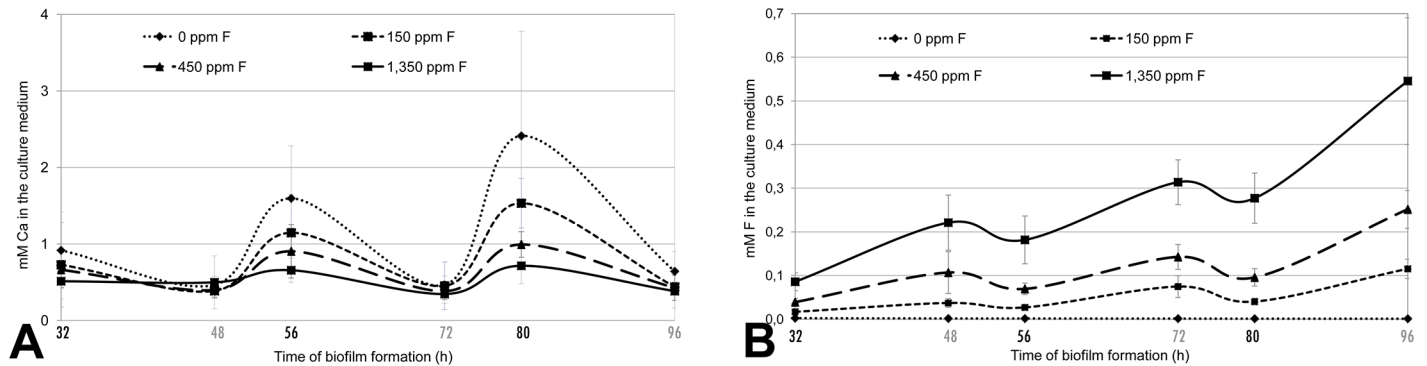 4
3
2
1
0
mM Ca in the culture medium
0 ppm F
150 ppm F
450 ppm F
1,350 ppm F
32
48
56
72
80
96
Time of biofilm formation (h)
A
0,7
0,6
0,5
0,4
0,3
0,2
0,1
0,0
mM F in the culture medium
0 ppm F
150 ppm F
450 ppm F
1,350 ppm F
32
48
56
72
80
96
Time of biofilm formation (h)
B